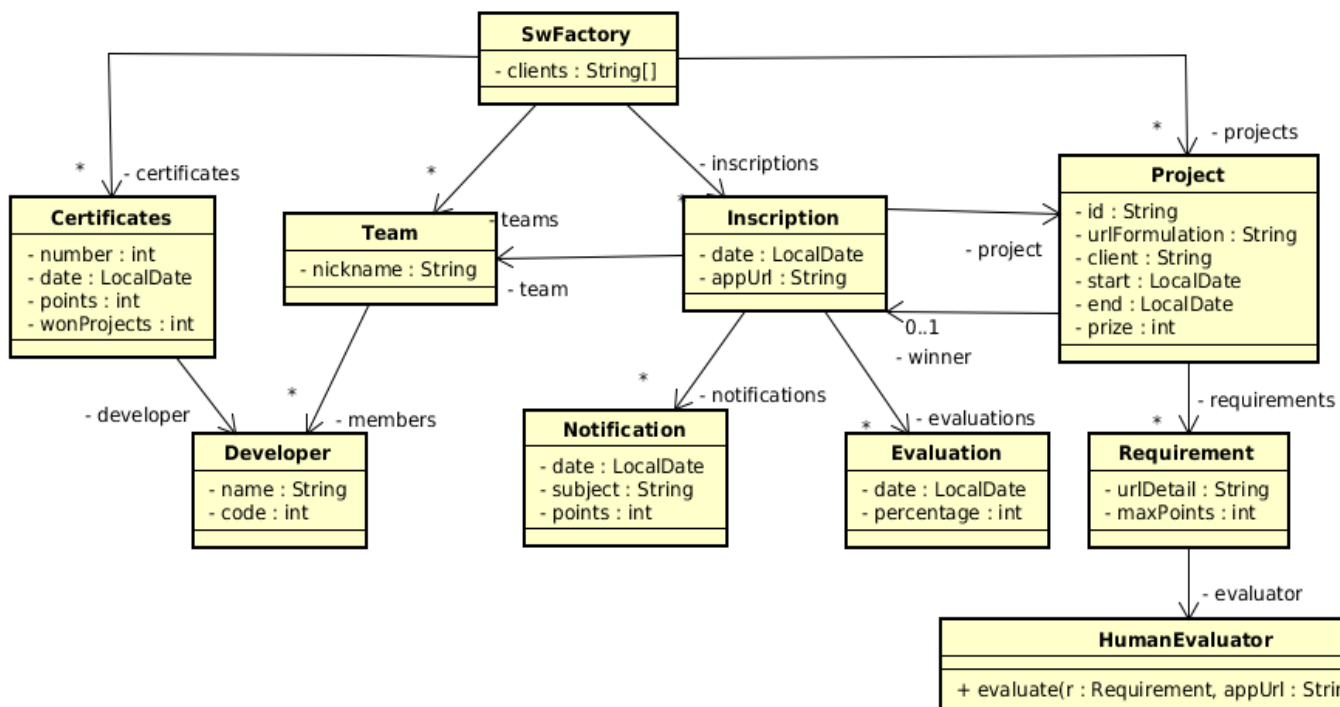 SwFactory
- clients : String[]
*
- certificates
*
- teams
- inscriptions
*
*
- projects
Certificates
- number : int
- date : LocalDate
- points : int
- wonProjects : int
Team
- nickname : String
Inscription
- date : LocalDate
- appUrl : String
Project
- id : String
- urlFormulation : String
- client : String
- start : LocalDate
- end : LocalDate
- prize : int
- team
- project
0..1
- winner
- developer
*
- members
*
- notifications
*
- evaluations
*
- requirements
Developer
- name : String
- code : int
Notification
- date : LocalDate
- subject : String
- points : int
Evaluation
- date : LocalDate
- percentage : int
Requirement
- urlDetail : String
- maxPoints : int
- evaluator
HumanEvaluator
+ evaluate(r : Requirement, appUrl :